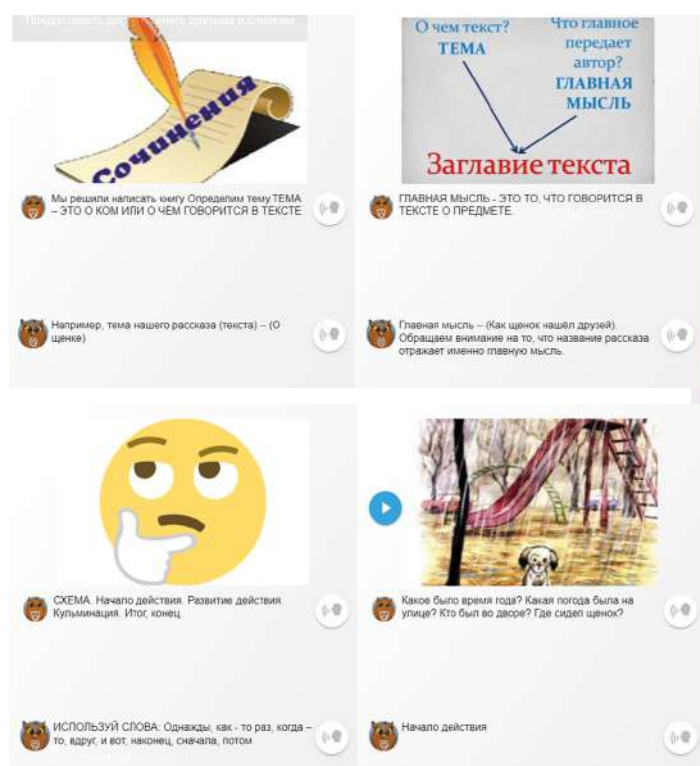 Предоставить доступ к книге друзьям и близким
Сочинения
Мы решили написать книгу Определим тему ТЕМА
– ЭТО О КОМ ИЛИ О ЧЁМ ГОВОРИТСЯ В ТЕКСТЕ
Например, тема нашего рассказа (текста) – (О
щенке)
О чем текст?
ТЕМА
Что главное
передает
автор?
ГЛАВНАЯ
МЫСЛЬ
Заглавие текста
ГЛАВНАЯ МЫСЛЬ - ЭТО ТО, ЧТО ГОВОРИТСЯ В
ТЕКСТЕ О ПРЕДМЕТЕ.
Главная мысль – (Как щенок нашёл друзей).
Обращаем внимание на то, что название рассказа
отражает именно главную мысль.
СХЕМА. Начало действия. Развитие действия.
Кульминация. Итог, конец.
ИСПОЛЬЗУЙ СЛОВА: Однажды, как - то раз, когда –
то, вдруг, и вот, наконец, сначала, потом
Какое было время года? Какая погода была на
улице? Кто был во дворе? Где сидел щенок?
Начало действия